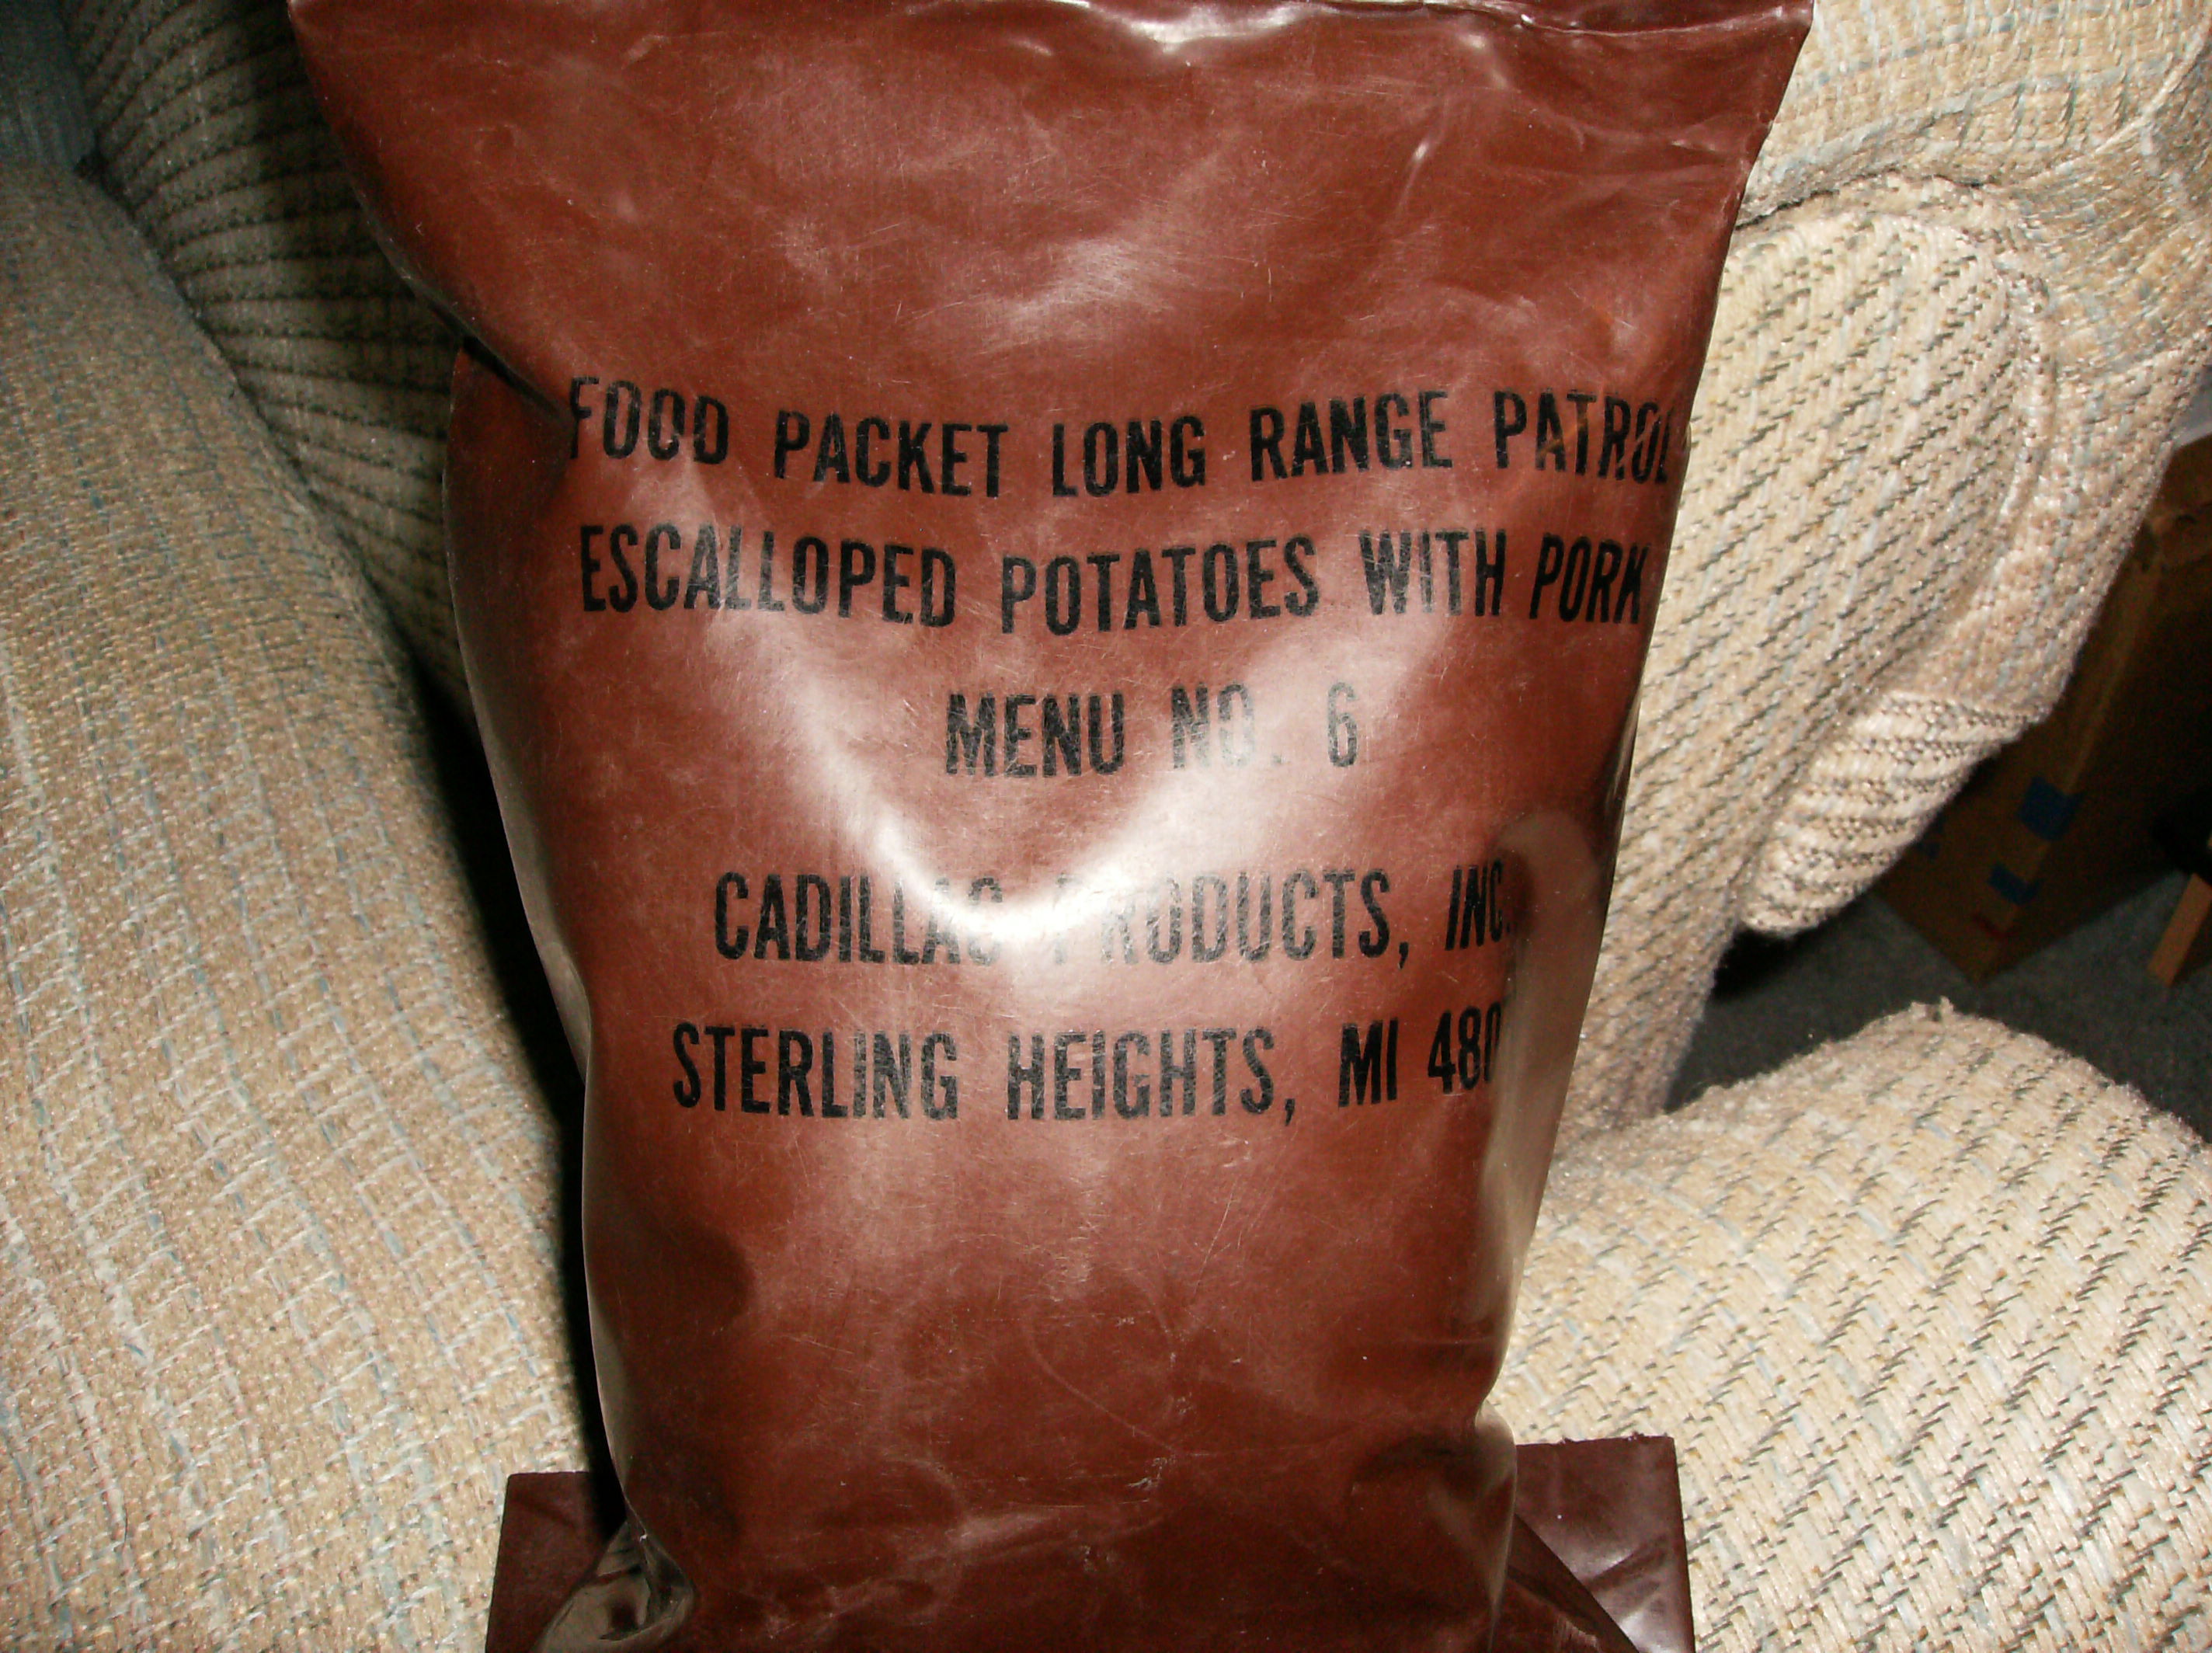 FOOD PACKET LONG RANGE PATROL
ESCALLOPED POTATOES WITH PORK
MENU NO. 6
CADILLAC PRODUCTS, INC.
STERLING HEIGHTS, MI